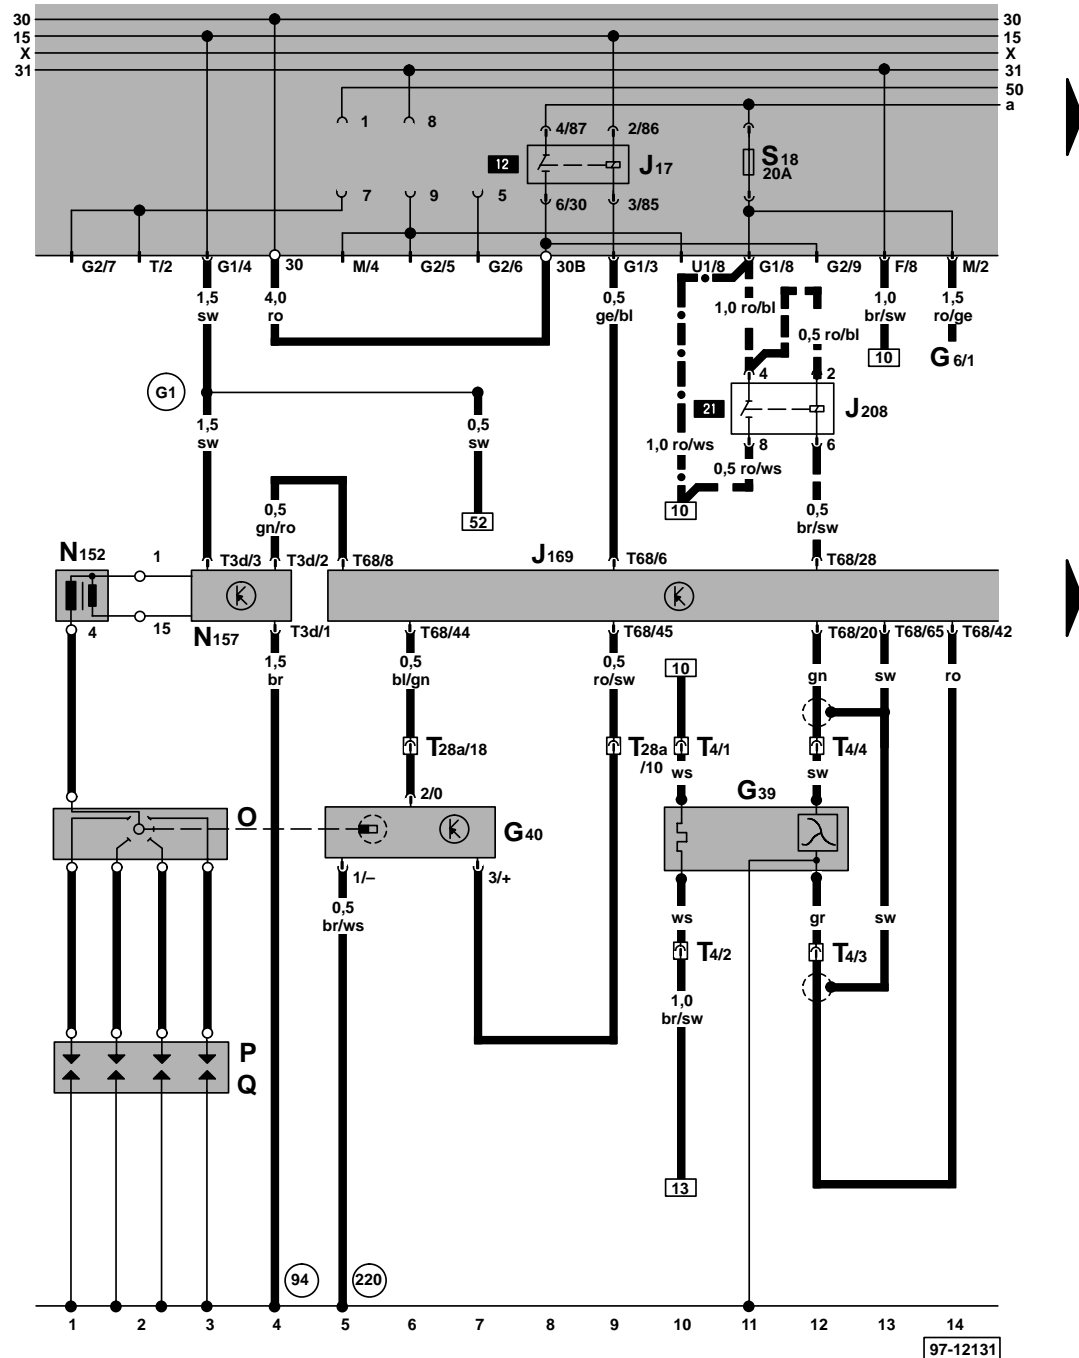 30 30
15 15
X X
31 31
50
a
1 8 4/87 2/86
12 J17 S18
20A
7 9 5 6/30 3/85
G2/7 T/2 G1/4 30 M/4 G2/5 G2/6 30B G1/3 U1/8 G1/8 G2/9 F/8 M/2
1,5 4,0 0,5 1,0 ro/bl 1,0 1,5
sw ro ge/bl br/sw ro/ge
0,5 ro/bl
10 G6/1
4 2
G1
21 J208
1,5 0,5
sw sw
1,0 ro/ws 8 6
0,5 ro/ws
0,5 52 10 0,5
gn/ro br/sw
N152 1 T3d/3 T3d/2 T68/8 J169 T68/6 T68/28
4 15 N157 T3d/1 T68/44 T68/45 T68/20 T68/65 T68/42
1,5 0,5 0,5 10 gn sw ro
br bl/gn ro/sw
T28a/18 T28a T4/1 T4/4
/10 ws sw
2/0 G39
O G40
1/– 3/+
0,5
br/ws
ws gr sw
T4/2 T4/3
1,0
br/sw
P
Q
13
94 220
1 2 3 4 5 6 7 8 9 10 11 12 13 14
97-12131